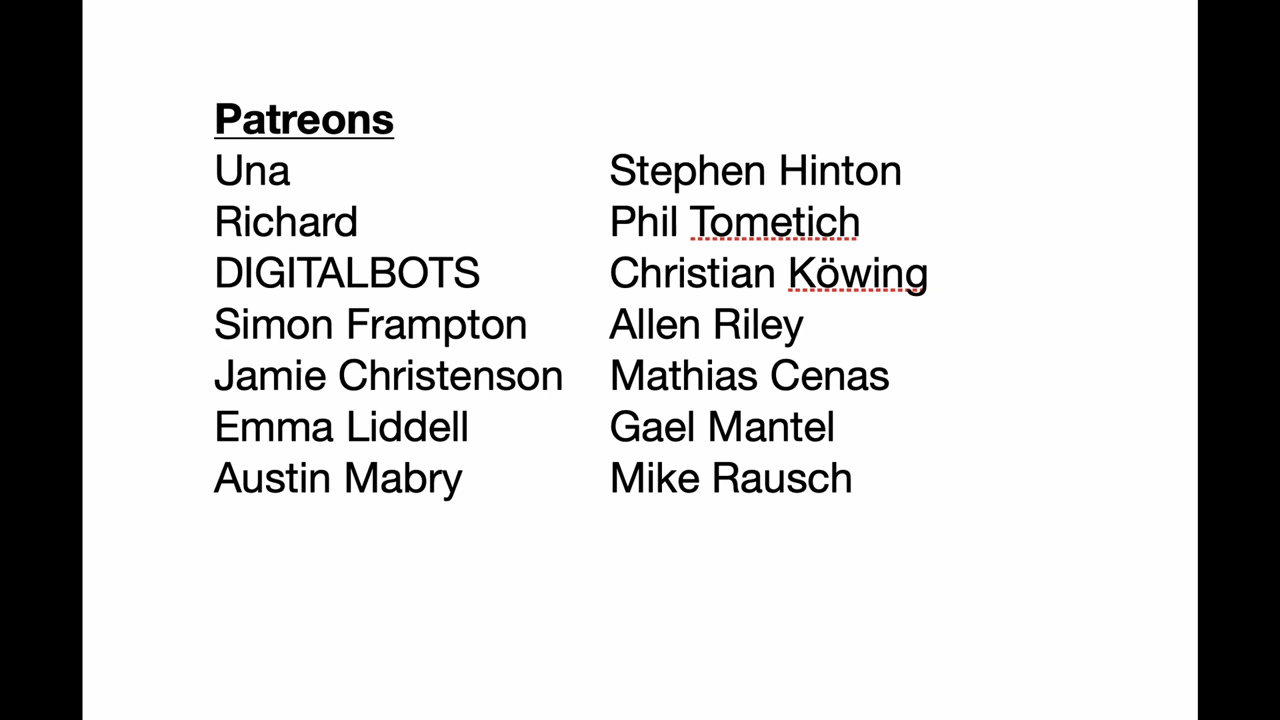 Patreons
Una
Richard
DIGITALBOTS
Simon Frampton
Jamie Christenson
Emma Liddell
Austin Mabry
Stephen Hinton
Phil Tometich
Christian Köwing
Allen Riley
Mathias Cenas
Gael Mantel
Mike Rausch